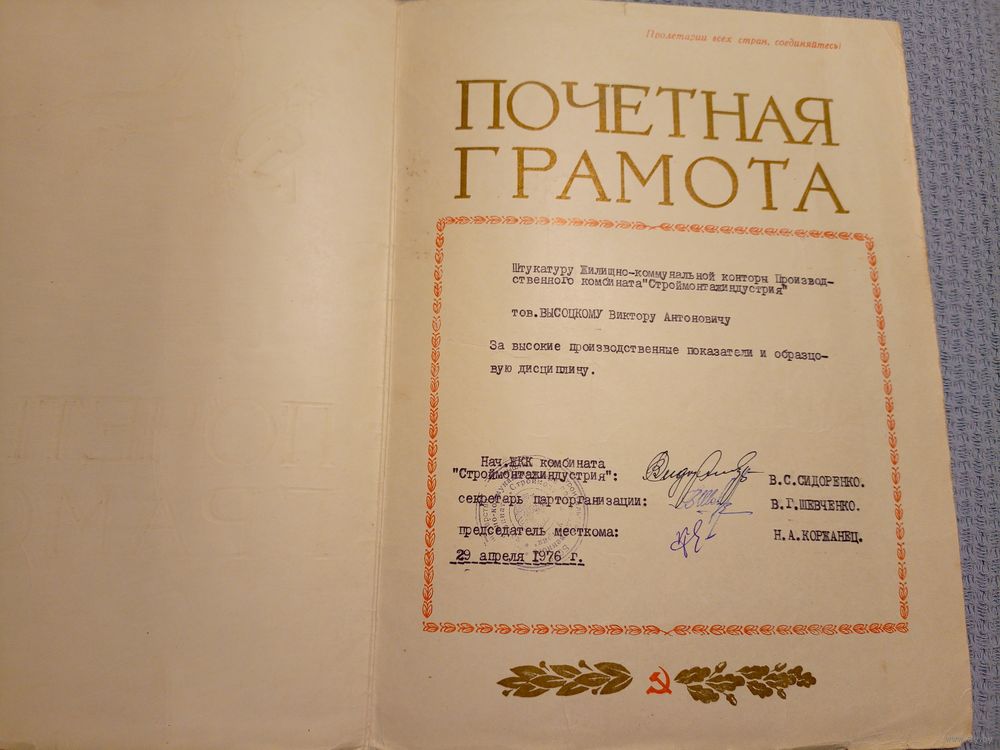 Пролетарии всех стран, соединяйтесь!
ПОЧЕТНАЯ
ГРАМОТА
Штукатуру Жилищно-коммунальной конторы Производ-
ственного комбината"Строймонтажиндустрия"
тов.ВЫСОЦКОМУ Виктору Антоновичу
За высокие производственные показатели и образцо-
вую дисциплину.
Нач.ЖКК комбината
"Строймонтажиндустрия": В.С.СИДОРЕНКО.
секретарь парторганизации: В.Г.ШЕВЧЕНКО.
председатель месткома: Н.А.КОРЖАНЕЦ.
29 апреля 1976 г.